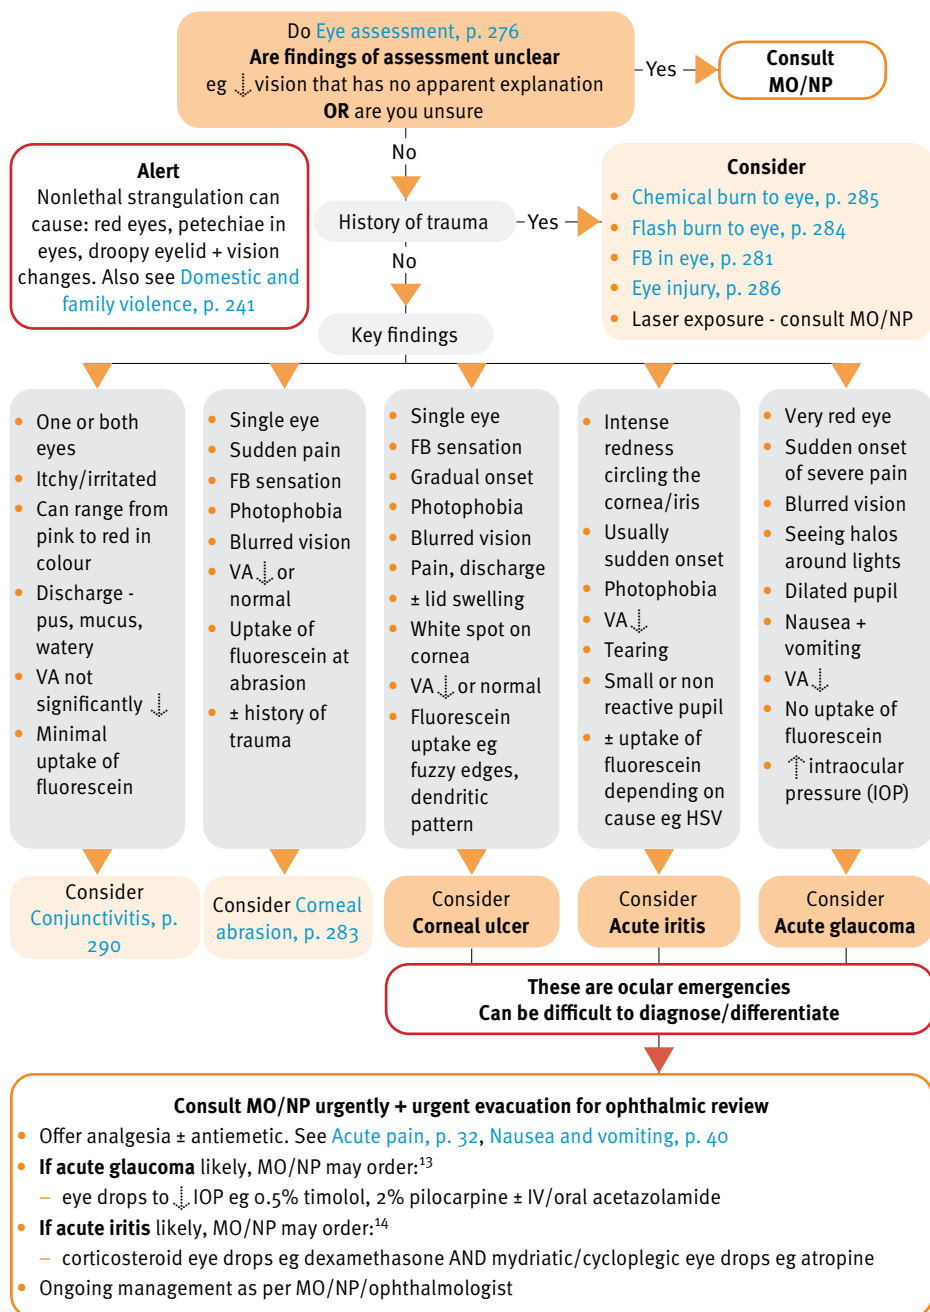 Do Eye assessment, p. 276
Are findings of assessment unclear
eg ↓ vision that has no apparent explanation
OR are you unsure
Yes
Consult
MO/NP
No
Alert
Nonlethal strangulation can
cause: red eyes, petechiae in
eyes, droopy eyelid + vision
changes. Also see Domestic and
family violence, p. 241
History of trauma
Yes
Consider
• Chemical burn to eye, p. 285
• Flash burn to eye, p. 284
• FB in eye, p. 281
• Eye injury, p. 286
• Laser exposure - consult MO/NP
No
Key findings
• One or both
eyes
• Itchy/irritated
• Can range from
pink to red in
colour
• Discharge -
pus, mucus,
watery
• VA not
significantly ↓
• Minimal
uptake of
fluorescein
Consider
Conjunctivitis, p.
290
• Single eye
• Sudden pain
• FB sensation
• Photophobia
• Blurred vision
• VA ↓ or
normal
• Uptake of
fluorescein at
abrasion
• ± history of
trauma
Consider Corneal
abrasion, p. 283
• Single eye
• FB sensation
• Gradual onset
• Photophobia
• Blurred vision
• Pain, discharge
• ± lid swelling
• White spot on
cornea
• VA ↓ or normal
• Fluorescein
uptake eg
fuzzy edges,
dendritic
pattern
Consider
Corneal ulcer
• Intense
redness
circling the
cornea/iris
• Usually
sudden onset
• Photophobia
• VA ↓
• Tearing
• Small or non
reactive pupil
• ± uptake of
fluorescein
depending on
cause eg HSV
Consider
Acute iritis
• Very red eye
• Sudden onset
of severe pain
• Blurred vision
• Seeing halos
around lights
• Dilated pupil
• Nausea +
vomiting
• VA ↓
• No uptake of
fluorescein
• ↑ intraocular
pressure (IOP)
Consider
Acute glaucoma
These are ocular emergencies
Can be difficult to diagnose/differentiate
Consult MO/NP urgently + urgent evacuation for ophthalmic review
• Offer analgesia ± antiemetic. See Acute pain, p. 32, Nausea and vomiting, p. 40
• If acute glaucoma likely, MO/NP may order:¹³
– eye drops to ↓ IOP eg 0.5% timolol, 2% pilocarpine ± IV/oral acetazolamide
• If acute iritis likely, MO/NP may order:¹⁴
– corticosteroid eye drops eg dexamethasone AND mydriatic/cycloplegic eye drops eg atropine
• Ongoing management as per MO/NP/ophthalmologist